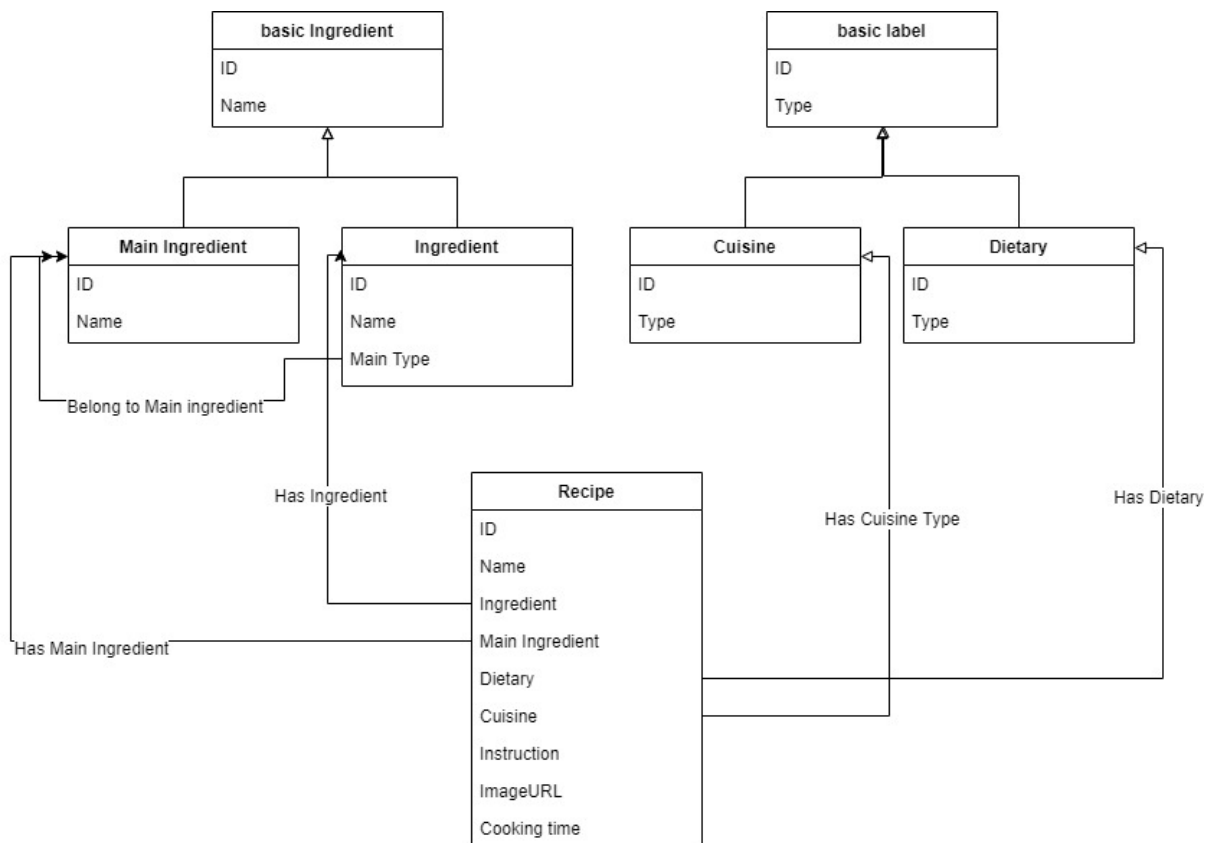 basic Ingredient
ID
Name
basic label
ID
Type
Main Ingredient
ID
Name
Ingredient
ID
Name
Main Type
Cuisine
ID
Type
Dietary
ID
Type
Belong to Main ingredient
Has Ingredient
Has Main Ingredient
Has Cuisine Type
Has Dietary
Recipe
ID
Name
Ingredient
Main Ingredient
Dietary
Cuisine
Instruction
ImageURL
Cooking time